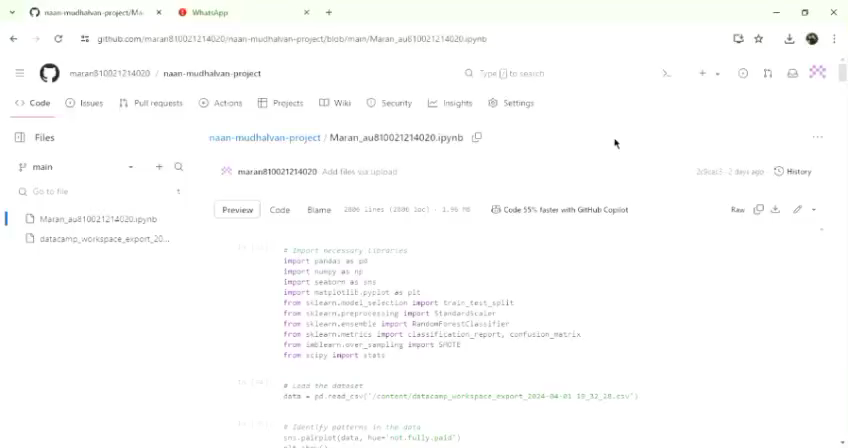 naan-mudhalvan-project/Ma
WhatsApp
github.com/maran810021214020/naan-mudhalvan-project/blob/main/Maran_au810021214020.ipynb
maran810021214020 / naan-mudhalvan-project
Type / to search
Code Issues Pull requests Actions Projects Wiki Security Insights Settings
Files
naan-mudhalvan-project / Maran_au810021214020.ipynb
main
maran810021214020 Add files via upload
2 days ago History
Go to file
Preview Code Blame 2806 lines (2806 loc) · 1.96 MB Code 55% faster with GitHub Copilot Raw
Maran_au810021214020.ipynb
datacamp_workspace_export_20...
# Import necessary libraries
import pandas as pd
import numpy as np
import seaborn as sns
import matplotlib.pyplot as plt
from sklearn.model_selection import train_test_split
from sklearn.preprocessing import StandardScaler
from sklearn.ensemble import RandomForestClassifier
from sklearn.metrics import classification_report, confusion_matrix
from imblearn.over_sampling import SMOTE
from scipy import stats
# Load the dataset
data = pd.read_csv("/content/datacamp_workspace_export_2024-04-01 19_32_28.csv")
# Identify patterns in the data
sns.pairplot(data, hue='not.fully.paid')
plt.show()